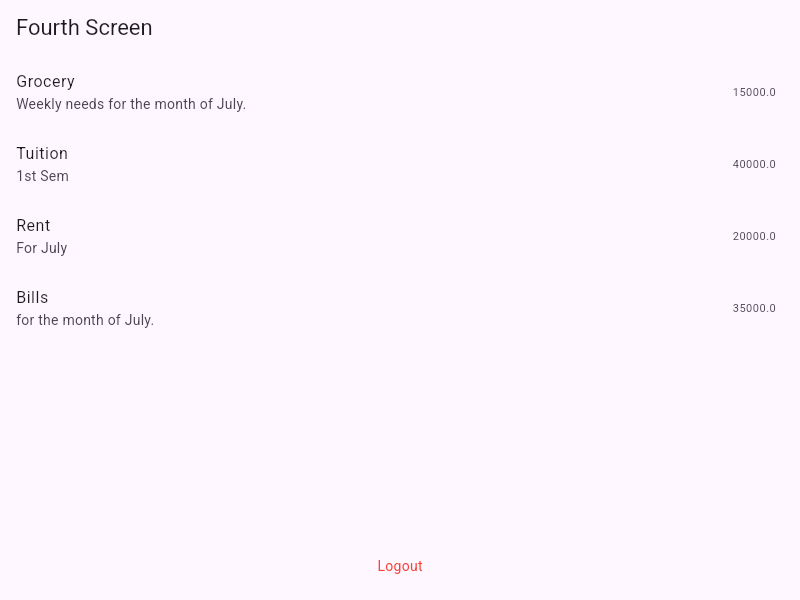 Fourth Screen
Grocery
Weekly needs for the month of July.
15000.0
Tuition
1st Sem
40000.0
Rent
For July
20000.0
Bills
for the month of July.
35000.0
Logout